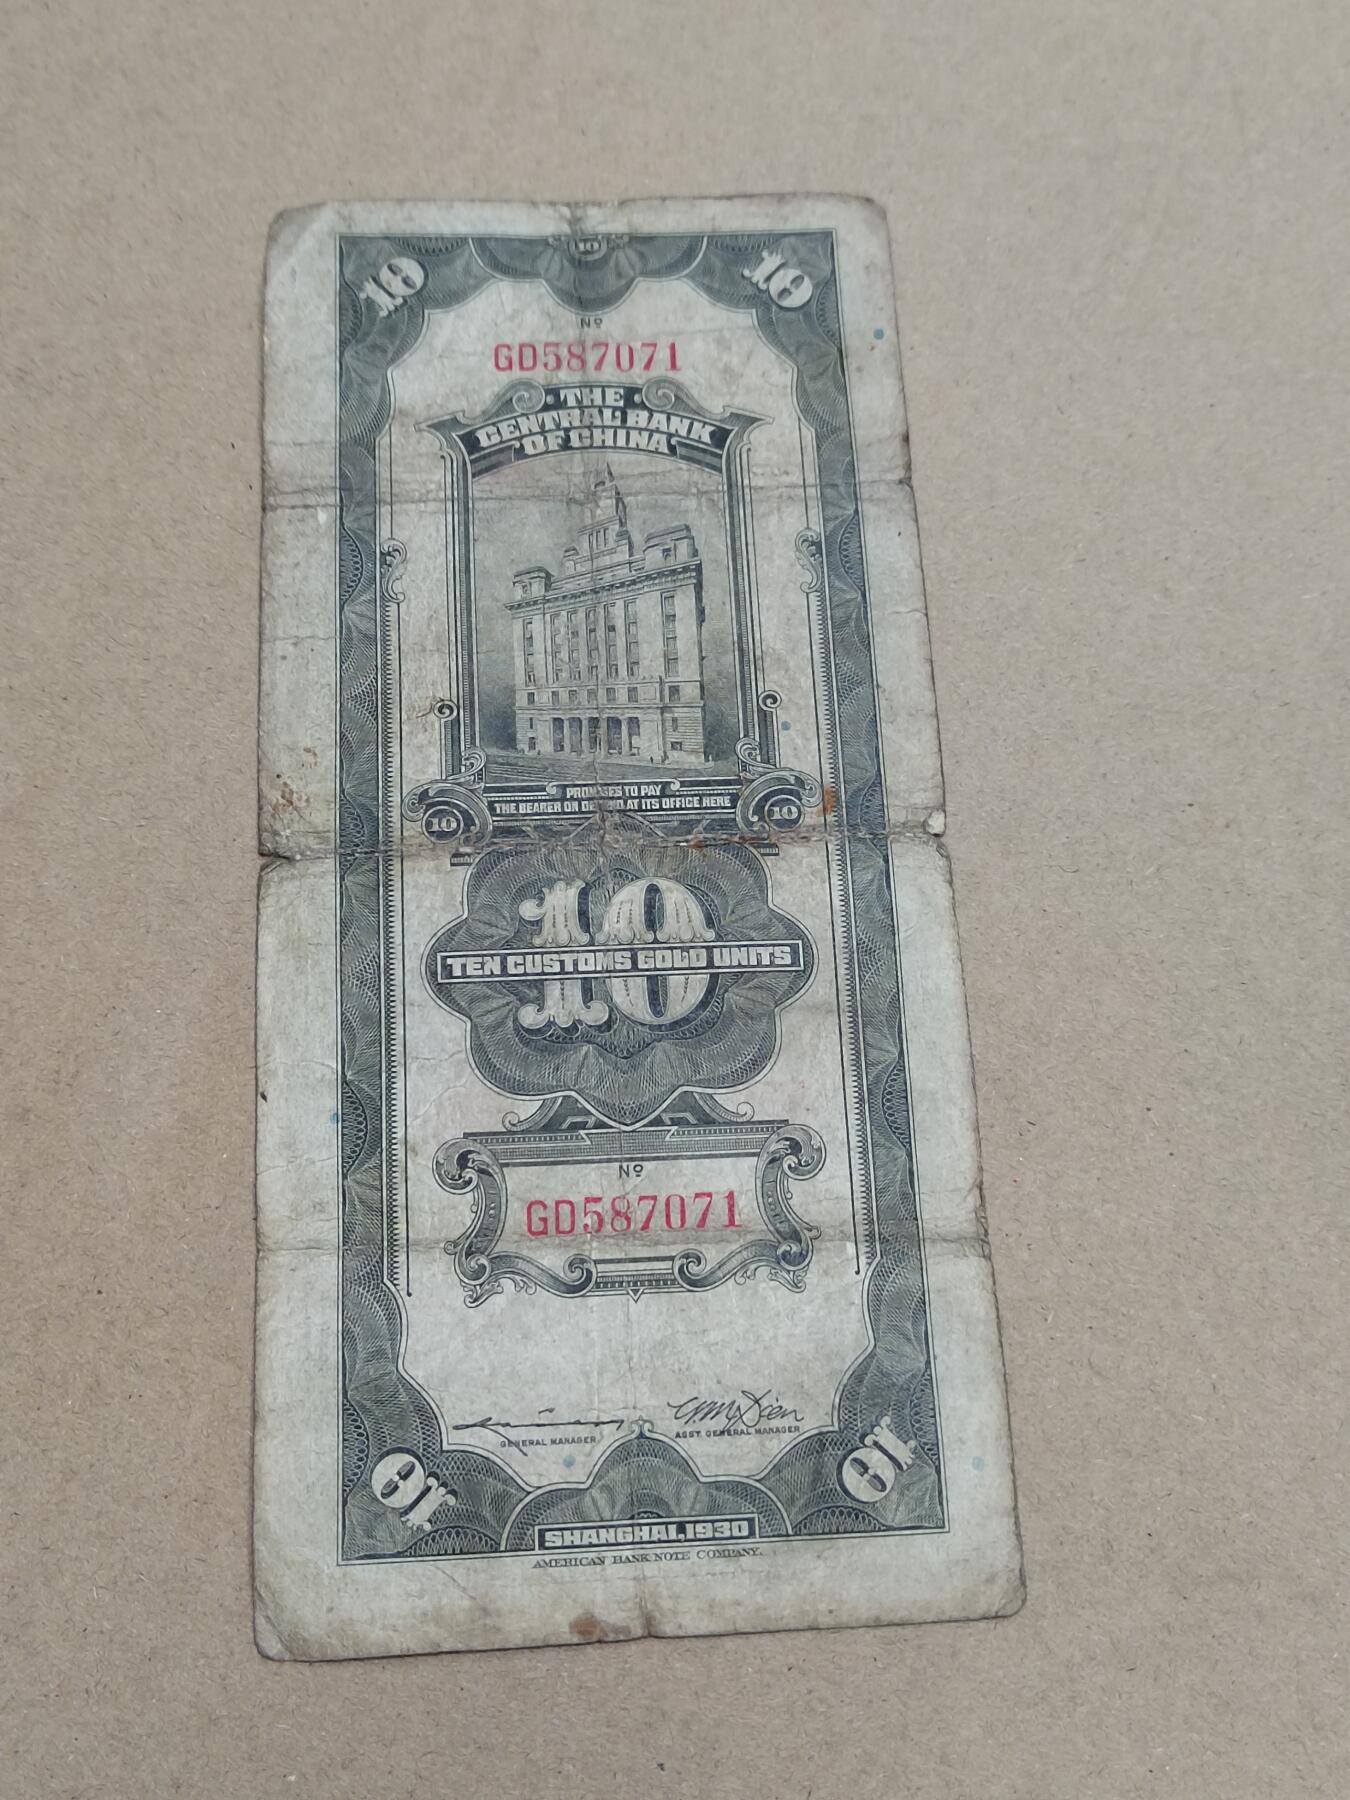 10
10
10
Nº
GD587071
THE
CENTRAL BANK
OF CHINA
PROMISES TO PAY
THE BEARER ON DEMAND AT ITS OFFICE HERE
10
10
10
TEN CUSTOMS GOLD UNITS
Nº
GD587071
GENERAL MANAGER
ASST GENERAL MANAGER
10
10
SHANGHAI, 1930
AMERICAN BANK NOTE COMPANY.